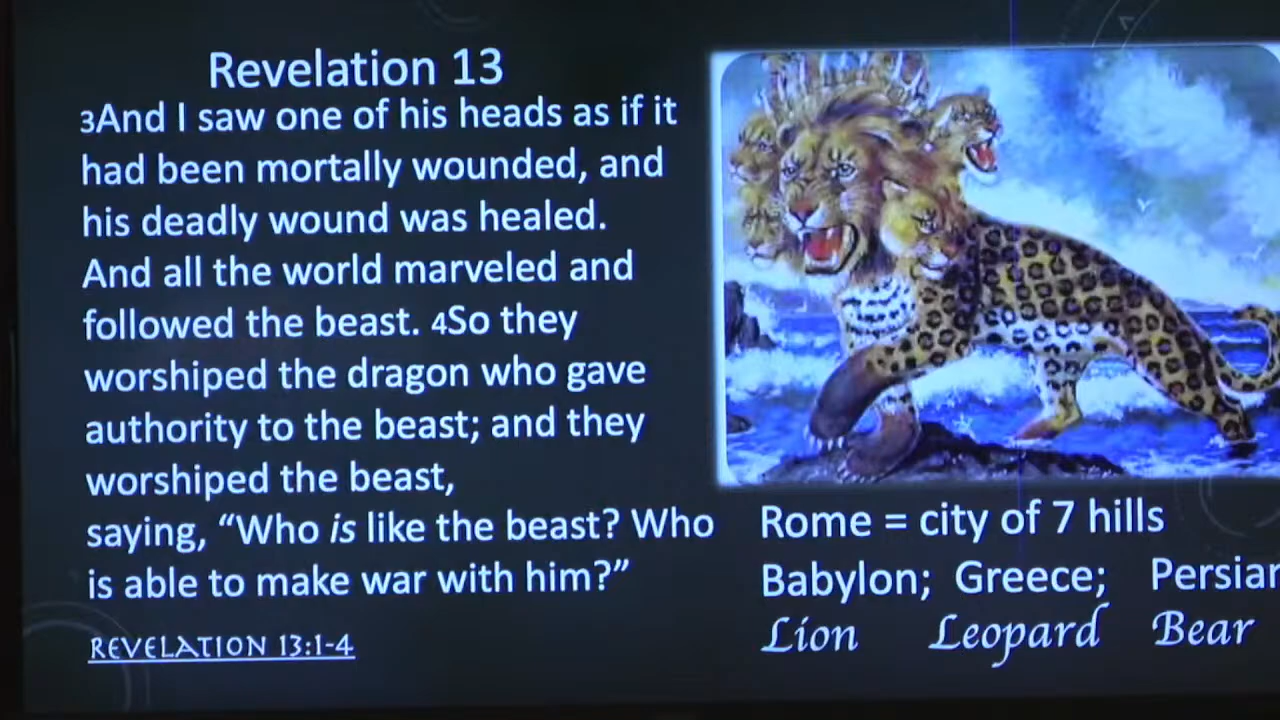 Revelation 13
3And I saw one of his heads as if it
had been mortally wounded, and
his deadly wound was healed.
And all the world marveled and
followed the beast. 4So they
worshiped the dragon who gave
authority to the beast; and they
worshiped the beast,
saying, “Who is like the beast? Who
is able to make war with him?”
REVELATION 13:1-4
Rome = city of 7 hills
Babylon; Greece; Persian
Lion Leopard Bear